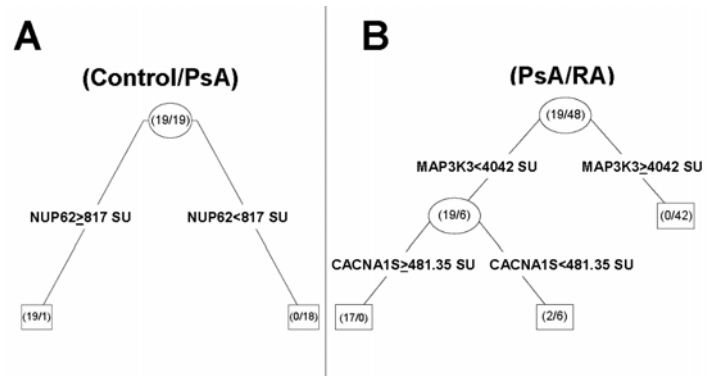 A
(Control/PsA)
(19/19)
NUP62≥817 SU
NUP62<817 SU
(19/1)
(0/18)
B
(PsA/RA)
(19/48)
MAP3K3<4042 SU
MAP3K3≥4042 SU
(19/6)
(0/42)
CACNA1S≥481.35 SU
CACNA1S<481.35 SU
(17/0)
(2/6)